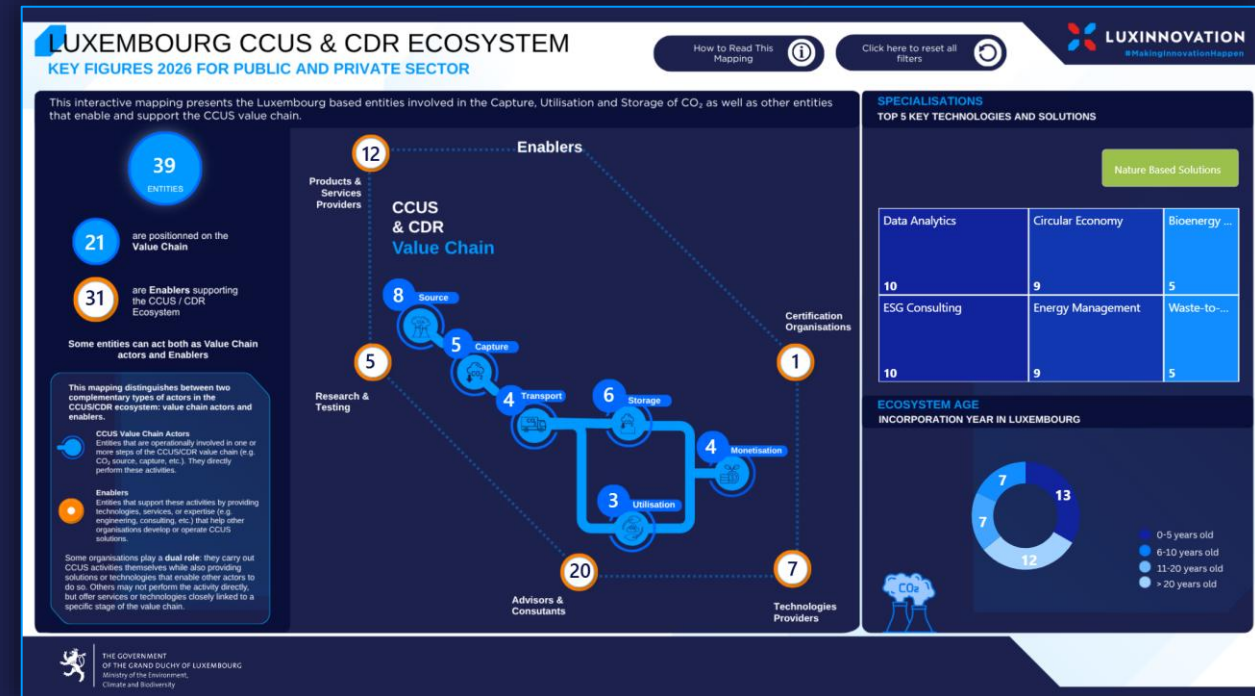 LUXEMBOURG CCUS & CDR ECOSYSTEM
KEY FIGURES 2026 FOR PUBLIC AND PRIVATE SECTOR
How to Read This
Mapping
Click here to reset all
filters
LUXINNOVATION
#MakingInnovationHappen
This interactive mapping presents the Luxembourg based entities involved in the Capture, Utilisation and Storage of CO₂ as well as other entities
that enable and support the CCUS value chain.
39
ENTITIES
21
are positionned on the
Value Chain
31
are Enablers supporting
the CCUS / CDR
Ecosystem
Some entities can act both as Value Chain
actors and Enablers
This mapping distinguishes between two
complementary types of actors in the
CCUS/CDR ecosystem: value chain actors and
enablers.
CCUS Value Chain Actors
Entities that are operationally involved in one or
more steps of the CCUS/CDR value chain (e.g.
CO₂ source, capture, etc.). They directly
perform these activities.
Enablers
Entities that support these activities by providing
technologies, services, or expertise (e.g.
engineering, consulting, etc.) that help other
organisations develop or operate CCUS
solutions.
Some organisations play a dual role: they carry out
CCUS activities themselves while also providing
solutions or technologies that enable other actors to
do so. Others may not perform the activity directly,
but offer services or technologies closely linked to a
specific stage of the value chain.
Enablers
12
Products &
Services
Providers
CCUS
& CDR
Value Chain
8
Source
5
Capture
4
Transport
6
Storage
4
Monetisation
3
Utilisation
Certification
Organisations
1
5
Research &
Testing
20
Advisors &
Consutants
7
Technologies
Providers
SPECIALISATIONS
TOP 5 KEY TECHNOLOGIES AND SOLUTIONS
Nature Based Solutions
Data Analytics
10
Circular Economy
9
Bioenergy ...
5
ESG Consulting
10
Energy Management
9
Waste-to-...
5
ECOSYSTEM AGE
INCORPORATION YEAR IN LUXEMBOURG
7
13
7
12
0-5 years old
6-10 years old
11-20 years old
> 20 years old
CO₂
THE GOVERNMENT
OF THE GRAND DUCHY OF LUXEMBOURG
Ministry of the Environment,
Climate and Biodiversity